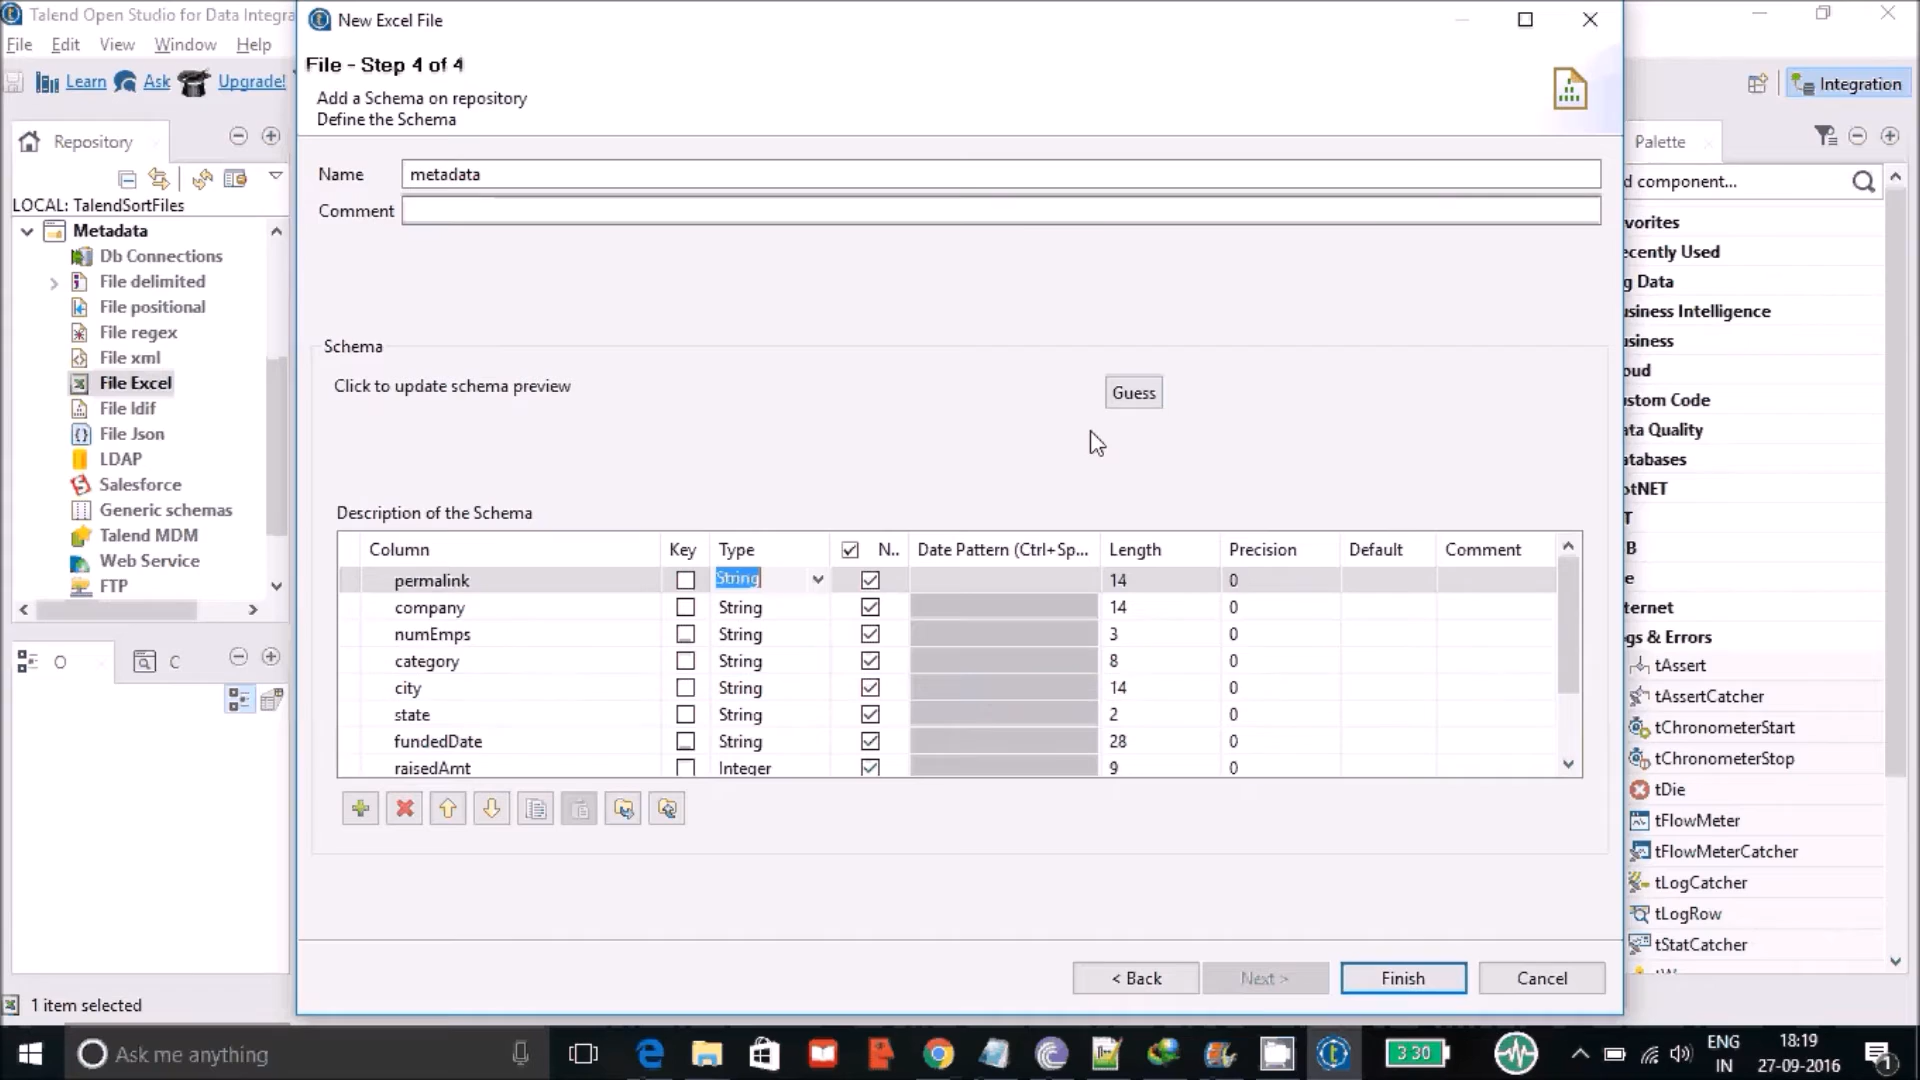 Talend Open Studio for Data Integra
File Edit View Window Help
Learn Ask Upgrade!
Repository
LOCAL: TalendSortFiles
Metadata
Db Connections
File delimited
File positional
File regex
File xml
File Excel
File ldif
File Json
LDAP
Salesforce
Generic schemas
Talend MDM
Web Service
FTP
O C
1 item selected
New Excel File
File - Step 4 of 4
Add a Schema on repository
Define the Schema
Name metadata
Comment
Schema
Click to update schema preview Guess
Description of the Schema
Column Key Type N.. Date Pattern (Ctrl+Sp... Length Precision Default Comment
permalink String 14 0
company String 14 0
numEmps String 3 0
category String 8 0
city String 14 0
state String 2 0
fundedDate String 28 0
raisedAmt Integer 9 0
< Back Next > Finish Cancel
Integration
Palette
d component...
vorites
ecently Used
g Data
usiness Intelligence
usiness
oud
ustom Code
ata Quality
atabases
otNET
T
B
e
ternet
gs & Errors
tAssert
tAssertCatcher
tChronometerStart
tChronometerStop
tDie
tFlowMeter
tFlowMeterCatcher
tLogCatcher
tLogRow
tStatCatcher
Ask me anything
3:30
ENG
IN
18:19
27-09-2016
1